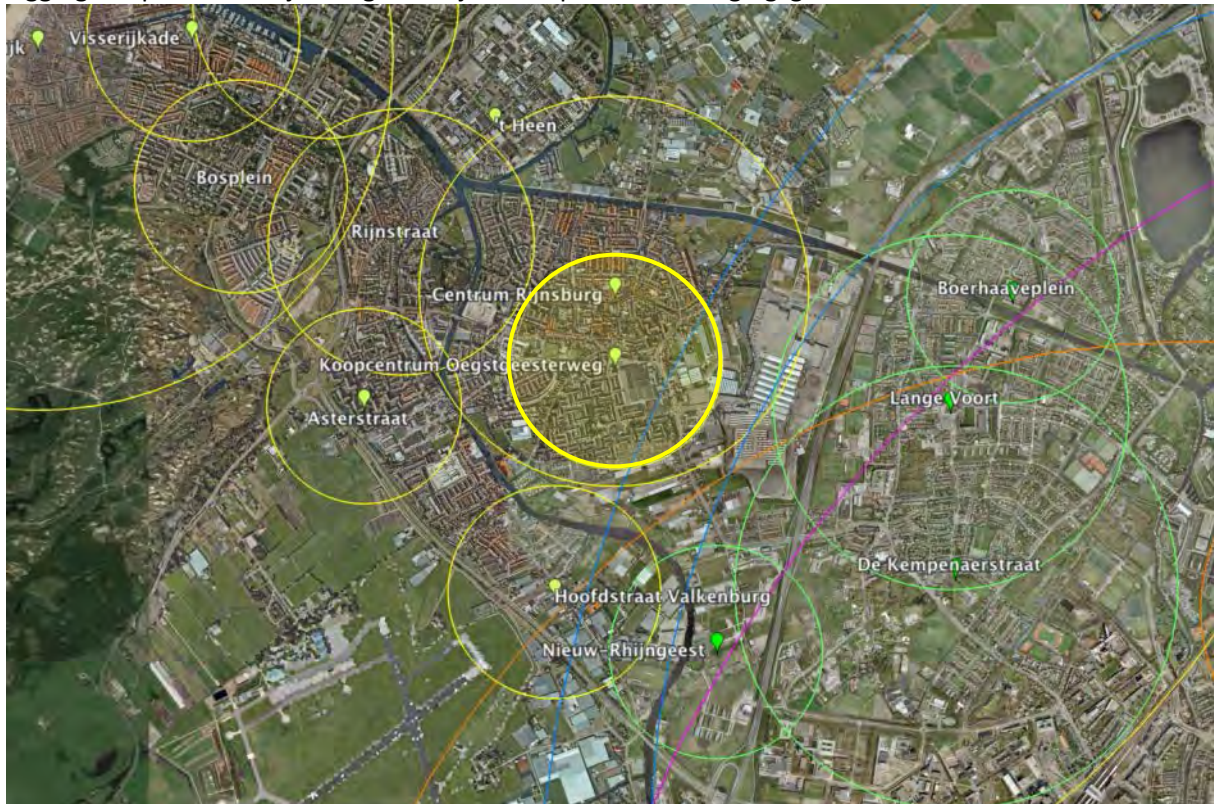 jk
Visserijkade
't Heen
Bosplein
Rijnstraat
Centrum Rijnsburg
Boerhaaveplein
Koopcentrum Oegstgeesterweg
Lange Voort
Asterstraat
De Kempenaerstraat
Hoofdstraat Valkenburg
Nieuw-Rhijngeest